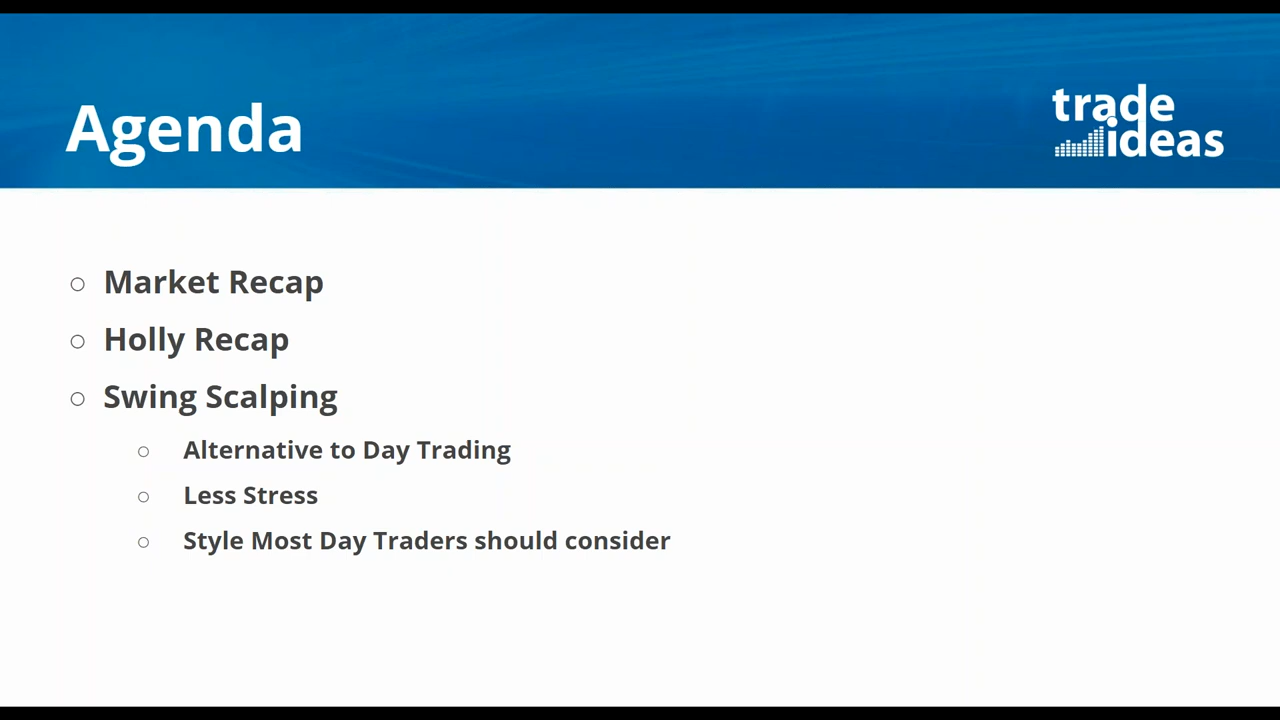 Agenda
trade
ideas
Market Recap
Holly Recap
Swing Scalping
Alternative to Day Trading
Less Stress
Style Most Day Traders should consider